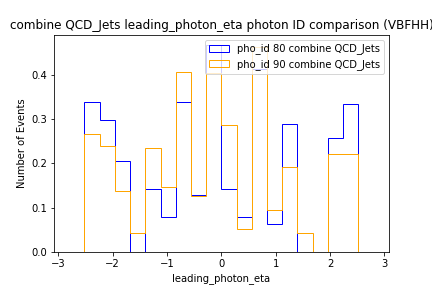 combine QCD_Jets leading_photon_eta photon ID comparison (VBFHH)
pho_id 80 combine QCD_Jets
pho_id 90 combine QCD_Jets
Number of Events
0.4
0.3
0.2
0.1
0.0
−3 −2 −1 0 1 2 3
leading_photon_eta